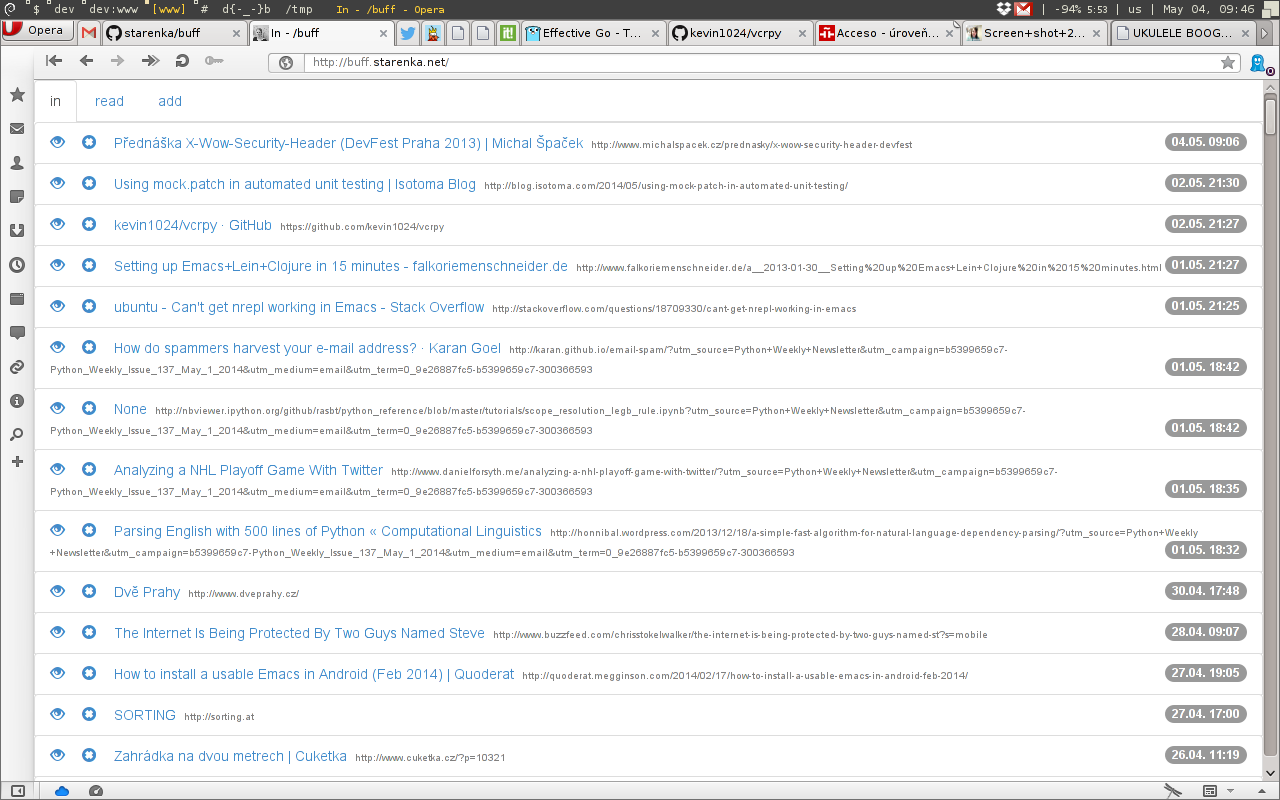 " $ dev dev:www " [www] " # d{-_-}b /tmp In - /buff - Opera | -94% 5:53 | us | May 04, 09:46
Opera starenka/buff In - /buff it! Effective Go - T... kevin1024/vcrpy Acceso - úroveň... Screen+shot+2... UKULELE BOOG...
http://buff.starenka.net/ 0
in read add
Přednáška X-Wow-Security-Header (DevFest Praha 2013) | Michal Špaček http://www.michalspacek.cz/prednasky/x-wow-security-header-devfest 04.05. 09:06
Using mock.patch in automated unit testing | Isotoma Blog http://blog.isotoma.com/2014/05/using-mock-patch-in-automated-unit-testing/ 02.05. 21:30
kevin1024/vcrpy · GitHub https://github.com/kevin1024/vcrpy 02.05. 21:27
Setting up Emacs+Lein+Clojure in 15 minutes - falkoriemenschneider.de http://www.falkoriemenschneider.de/a__2013-01-30__Setting%20up%20Emacs+Lein+Clojure%20in%2015%20minutes.html 01.05. 21:27
ubuntu - Can't get nrepl working in Emacs - Stack Overflow http://stackoverflow.com/questions/18709330/cant-get-nrepl-working-in-emacs 01.05. 21:25
How do spammers harvest your e-mail address? · Karan Goel http://karan.github.io/email-spam/?utm_source=Python+Weekly+Newsletter&utm_campaign=b5399659c7-
Python_Weekly_Issue_137_May_1_2014&utm_medium=email&utm_term=0_9e26887fc5-b5399659c7-300366593 01.05. 18:42
None http://nbviewer.ipython.org/github/rasbt/python_reference/blob/master/tutorials/scope_resolution_legb_rule.ipynb?utm_source=Python+Weekly+Newsletter&utm_campaign=b5399659c7-
Python_Weekly_Issue_137_May_1_2014&utm_medium=email&utm_term=0_9e26887fc5-b5399659c7-300366593 01.05. 18:42
Analyzing a NHL Playoff Game With Twitter http://www.danielforsyth.me/analyzing-a-nhl-playoff-game-with-twitter/?utm_source=Python+Weekly+Newsletter&utm_campaign=b5399659c7-
Python_Weekly_Issue_137_May_1_2014&utm_medium=email&utm_term=0_9e26887fc5-b5399659c7-300366593 01.05. 18:35
Parsing English with 500 lines of Python « Computational Linguistics http://honnibal.wordpress.com/2013/12/18/a-simple-fast-algorithm-for-natural-language-dependency-parsing/?utm_source=Python+Weekly
+Newsletter&utm_campaign=b5399659c7-Python_Weekly_Issue_137_May_1_2014&utm_medium=email&utm_term=0_9e26887fc5-b5399659c7-300366593 01.05. 18:32
Dvě Prahy http://www.dveprahy.cz/ 30.04. 17:48
The Internet Is Being Protected By Two Guys Named Steve http://www.buzzfeed.com/chrisstokelwalker/the-internet-is-being-protected-by-two-guys-named-st?s=mobile 28.04. 09:07
How to install a usable Emacs in Android (Feb 2014) | Quoderat http://quoderat.megginson.com/2014/02/17/how-to-install-a-usable-emacs-in-android-feb-2014/ 27.04. 19:05
SORTING http://sorting.at 27.04. 17:00
Zahrádka na dvou metrech | Cuketka http://www.cuketka.cz/?p=10321 26.04. 11:19